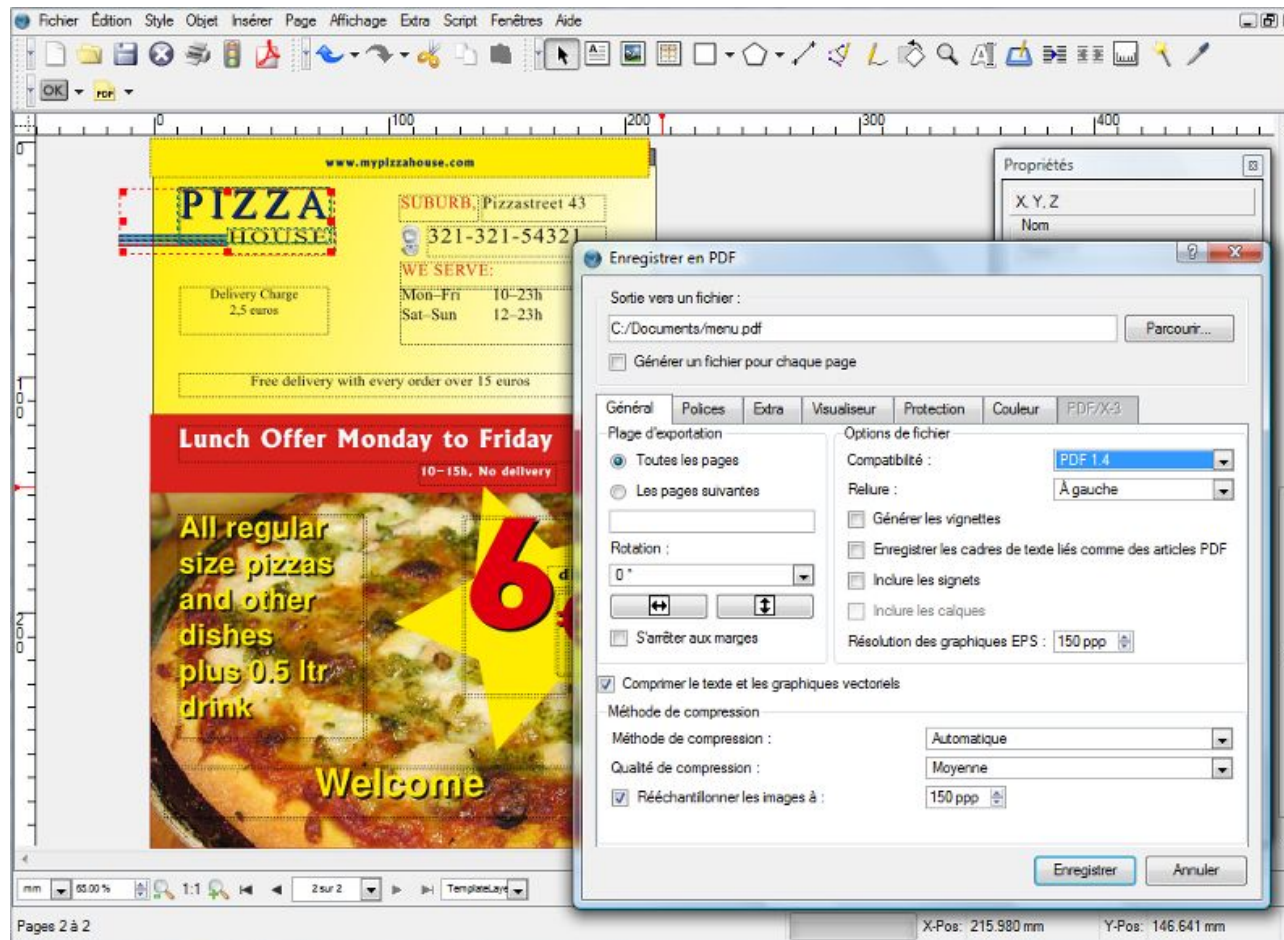 Fichier Édition Style Objet Insérer Page Affichage Extra Script Fenêtres Aide
OK PDF
0 100 200 300 400
0
www.mypizzahouse.com
PIZZA
HOUSE
SUBURB, Pizzastreet 43
321-321-54321
WE SERVE:
Mon–Fri 10–23h
Sat–Sun 12–23h
Delivery Charge
2,5 euros
Free delivery with every order over 15 euros
100
Lunch Offer Monday to Friday
10–15h, No delivery
All regular
size pizzas
and other
dishes
plus 0.5 ltr
drink
6
d
200
Welcome
Propriétés
X, Y, Z
Nom
Enregistrer en PDF
Sortie vers un fichier :
C:/Documents/menu.pdf Parcourir...
Générer un fichier pour chaque page
Général Polices Extra Visualiseur Protection Couleur PDF/X-3
Plage d'exportation
Toutes les pages
Les pages suivantes
Rotation :
0 °
S'arrêter aux marges
Options de fichier
Compatibilité : PDF 1.4
Reliure : À gauche
Générer les vignettes
Enregistrer les cadres de texte liés comme des articles PDF
Inclure les signets
Inclure les calques
Résolution des graphiques EPS : 150 ppp
Comprimer le texte et les graphiques vectoriels
Méthode de compression
Méthode de compression : Automatique
Qualité de compression : Moyenne
Rééchantillonner les images à : 150 ppp
Enregistrer Annuler
mm 65.00 % 1:1 2 sur 2 TemplateLaye
Pages 2 à 2 X-Pos: 215.980 mm Y-Pos: 146.641 mm